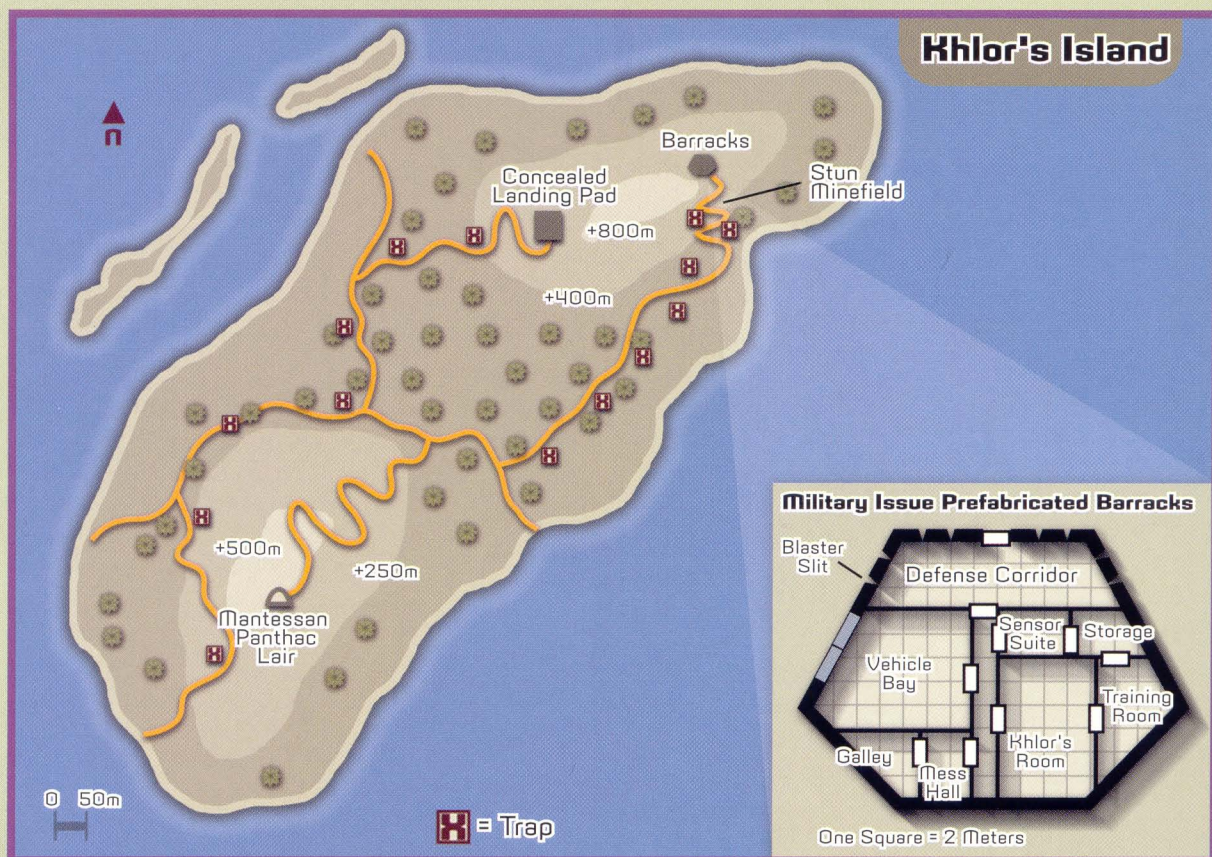 Khlor's Island
n
Barracks
Concealed
Landing Pad
Stun
Minefield
+800m
+400m
+500m
+250m
Mantessan
Panthac
Lair
0 50m
= Trap
Military Issue Prefabricated Barracks
Blaster
Slit
Defense Corridor
Sensor
Suite
Storage
Vehicle
Bay
Training
Room
Khlor's
Room
Galley
Mess
Hall
One Square = 2 Meters